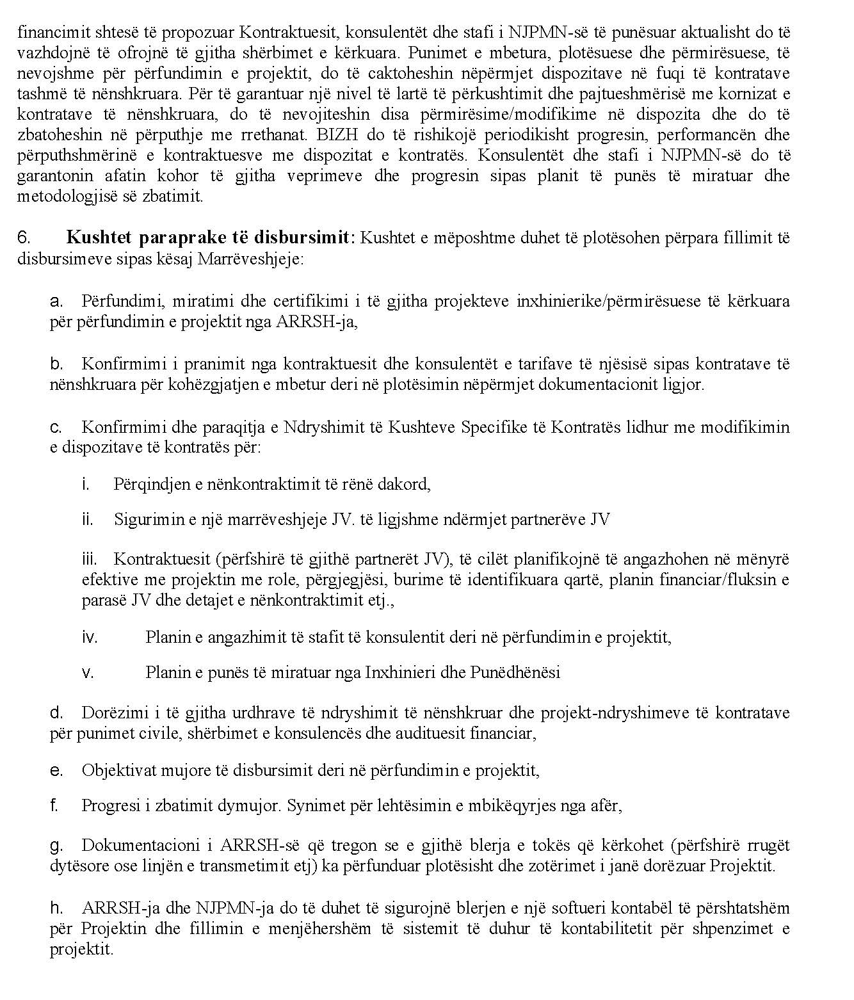 financimit shtesë të propozuar Kontraktuesit, konsulentët dhe stafi i NJPMN-së të punësuar aktualisht do të
vazhdojnë të ofrojnë të gjitha shërbimet e kërkuara. Punimet e mbetura, plotësuese dhe përmirësuese, të
nevojshme për përfundimin e projektit, do të caktoheshin nëpërmjet dispozitave në fuqi të kontratave
tashmë të nënshkruara. Për të garantuar një nivel të lartë të përkushtimit dhe pajtueshmërisë me kornizat e
kontratave të nënshkruara, do të nevojiteshin disa përmirësime/modifikime në dispozita dhe do të
zbatoheshin në përputhje me rrethanat. BIZH do të rishikojë periodikisht progresin, performancën dhe
përputhshmërinë e kontraktuesve me dispozitat e kontratës. Konsulentët dhe stafi i NJPMN-së do të
garantonin afatin kohor të gjitha veprimeve dhe progresin sipas planit të punës të miratuar dhe
metodologjisë së zbatimit.
6. Kushtet paraprake të disbursimit: Kushtet e mëposhtme duhet të plotësohen përpara fillimit të
disbursimeve sipas kësaj Marrëveshjeje:
a. Përfundimi, miratimi dhe certifikimi i të gjitha projekteve inxhinierike/përmirësuese të kërkuara
për përfundimin e projektit nga ARRSH-ja,
b. Konfirmimi i pranimit nga kontraktuesit dhe konsulentët e tarifave të njësisë sipas kontratave të
nënshkruara për kohëzgjatjen e mbetur deri në plotësimin nëpërmjet dokumentacionit ligjor.
c. Konfirmimi dhe paraqitja e Ndryshimit të Kushteve Specifike të Kontratës lidhur me modifikimin
e dispozitave të kontratës për:
i. Përqindjen e nënkontraktimit të rënë dakord,
ii. Sigurimin e një marrëveshjeje JV. të ligjshme ndërmjet partnerëve JV
iii. Kontraktuesit (përfshirë të gjithë partnerët JV), të cilët planifikojnë të angazhohen në mënyrë
efektive me projektin me role, përgjegjësi, burime të identifikuara qartë, planin financiar/fluksin e
parasë JV dhe detajet e nënkontraktimit etj.,
iv. Planin e angazhimit të stafit të konsulentit deri në përfundimin e projektit,
v. Planin e punës të miratuar nga Inxhinieri dhe Punëdhënësi
d. Dorëzimi i të gjitha urdhrave të ndryshimit të nënshkruar dhe projekt-ndryshimeve të kontratave
për punimet civile, shërbimet e konsulencës dhe audituesit financiar,
e. Objektivat mujore të disbursimit deri në përfundimin e projektit,
f. Progresi i zbatimit dymujor. Synimet për lehtësimin e mbikëqyrjes nga afër,
g. Dokumentacioni i ARRSH-së që tregon se e gjithë blerja e tokës që kërkohet (përfshirë rrugët
dytësore ose linjën e transmetimit etj) ka përfunduar plotësisht dhe zotërimet i janë dorëzuar Projektit.
h. ARRSH-ja dhe NJPMN-ja do të duhet të sigurojnë blerjen e një softueri kontabël të përshtatshëm
për Projektin dhe fillimin e menjëhershëm të sistemit të duhur të kontabilitetit për shpenzimet e
projektit.